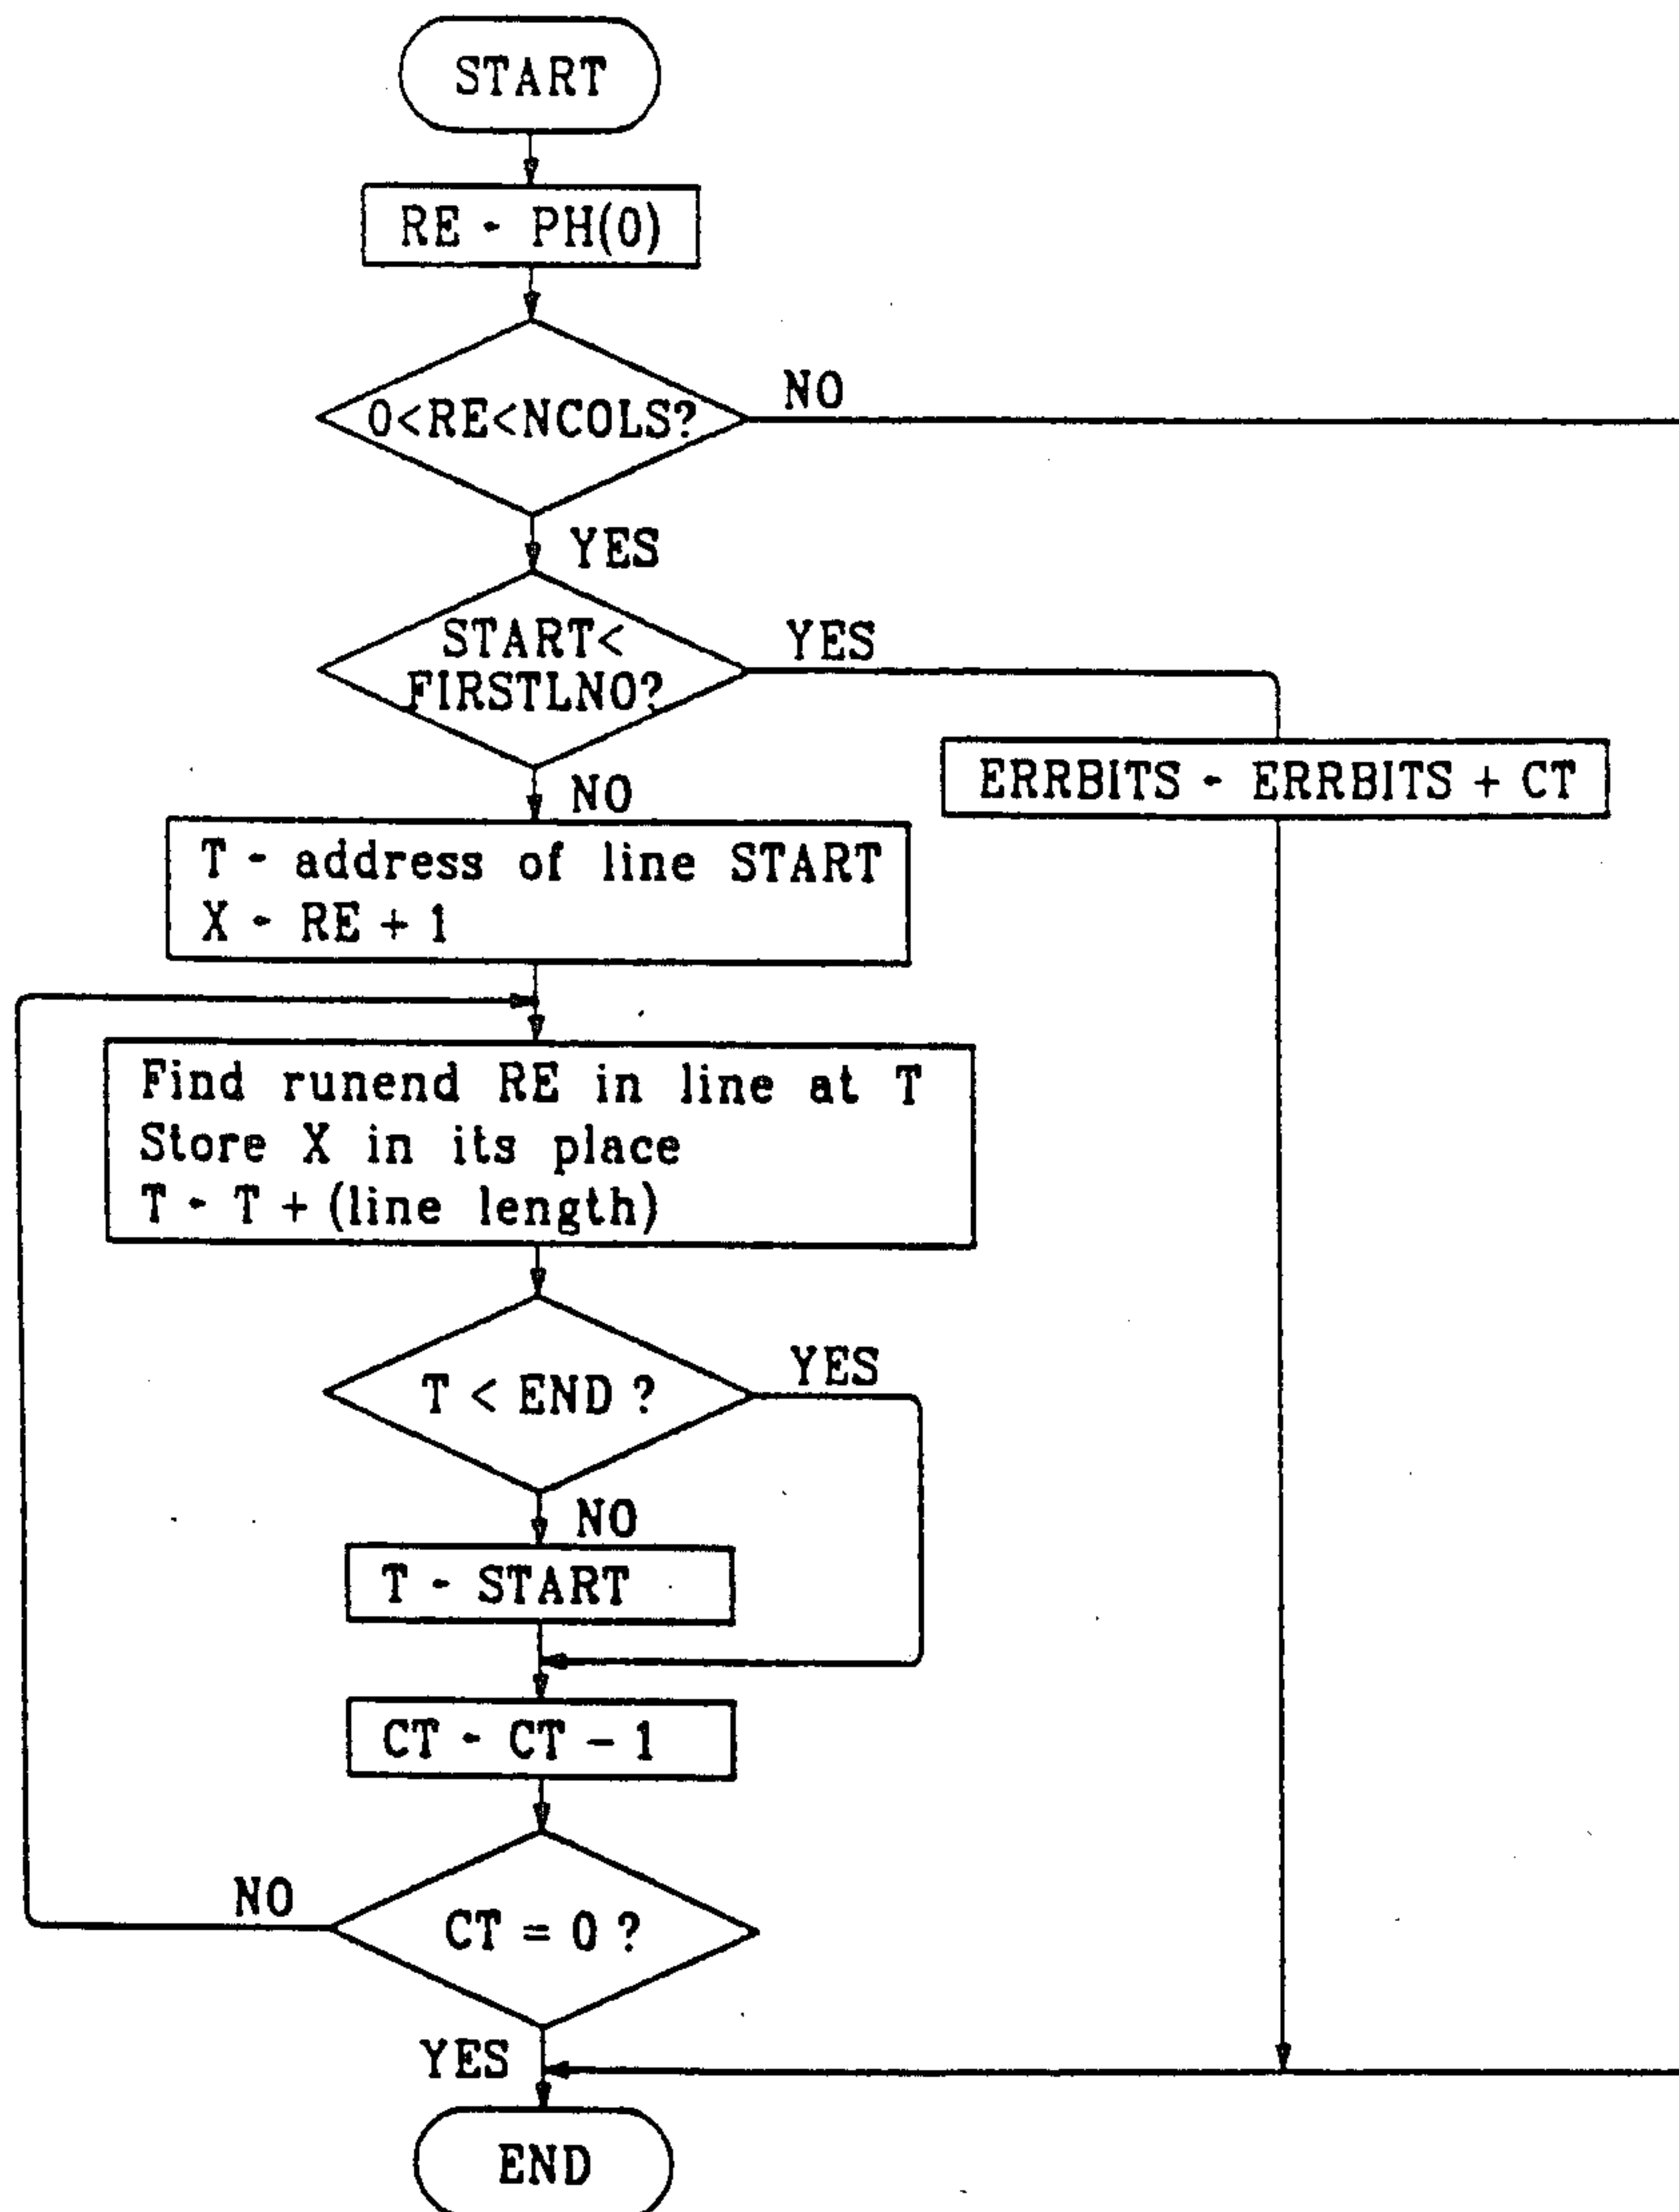 START
RE - PH(0)
0<RE<NCOLS?
NO
YES
START<
FIRSTLNO?
YES
NO
ERRBITS - ERRBITS + CT
T - address of line START
X - RE + 1
Find runend RE in line at T
Store X in its place
T - T + (line length)
T < END ?
YES
NO
T - START
CT - CT - 1
CT = 0 ?
NO
YES
END